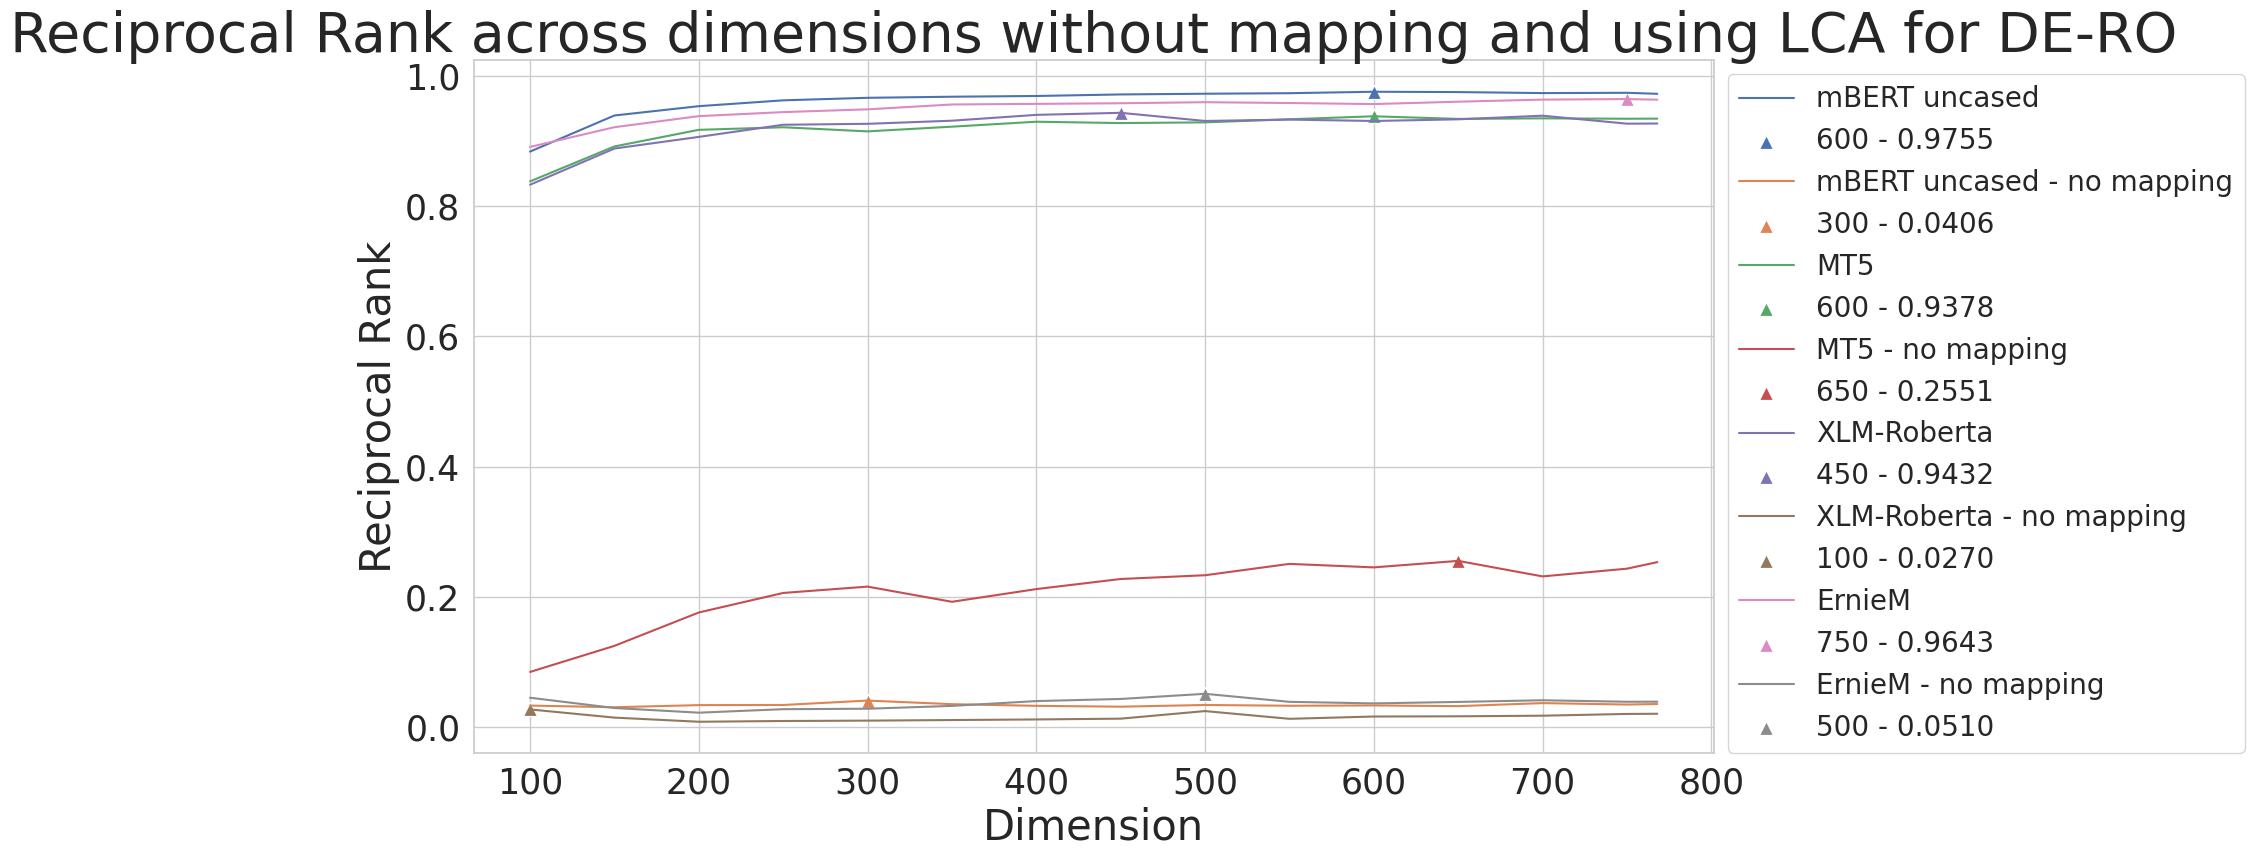 Reciprocal Rank across dimensions without mapping and using LCA for DE-RO
Reciprocal Rank
1.0
0.8
0.6
0.4
0.2
0.0
100 200 300 400 500 600 700 800
Dimension
mBERT uncased
600 - 0.9755
mBERT uncased - no mapping
300 - 0.0406
MT5
600 - 0.9378
MT5 - no mapping
650 - 0.2551
XLM-Roberta
450 - 0.9432
XLM-Roberta - no mapping
100 - 0.0270
ErnieM
750 - 0.9643
ErnieM - no mapping
500 - 0.0510